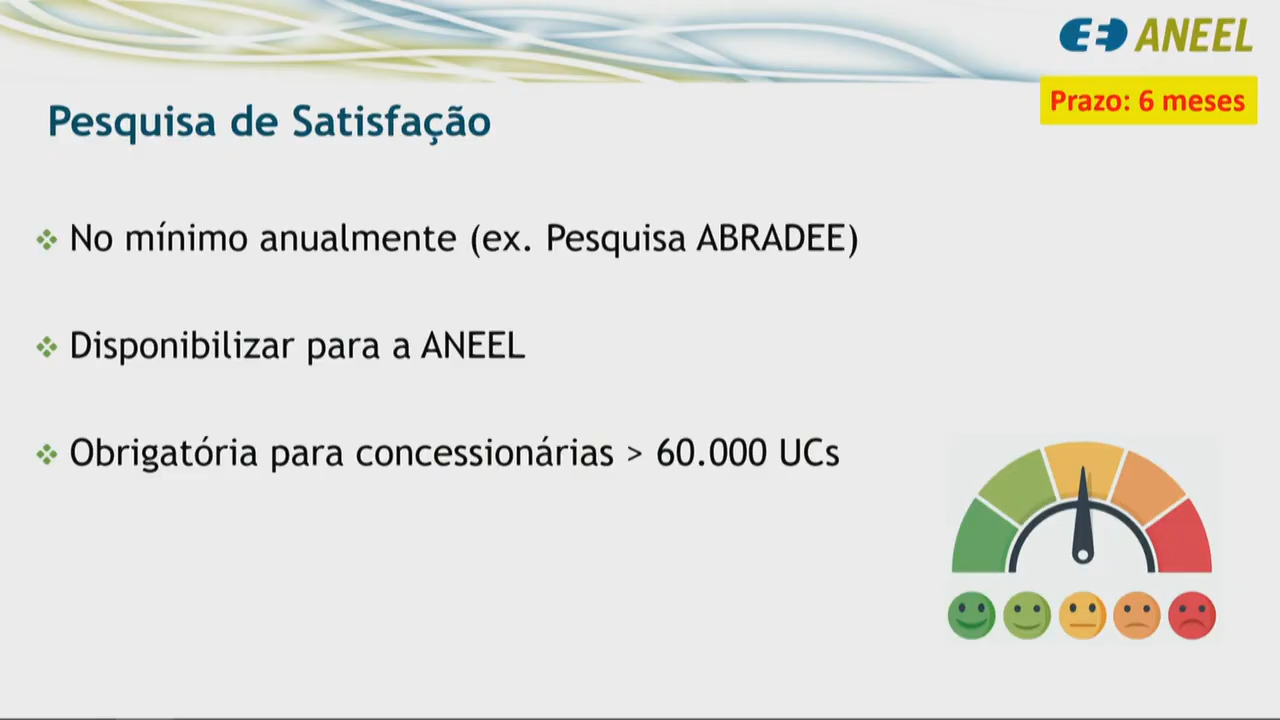 ANEEL
Prazo: 6 meses
Pesquisa de Satisfação
No mínimo anualmente (ex. Pesquisa ABRADEE)
Disponibilizar para a ANEEL
Obrigatória para concessionárias > 60.000 UCs